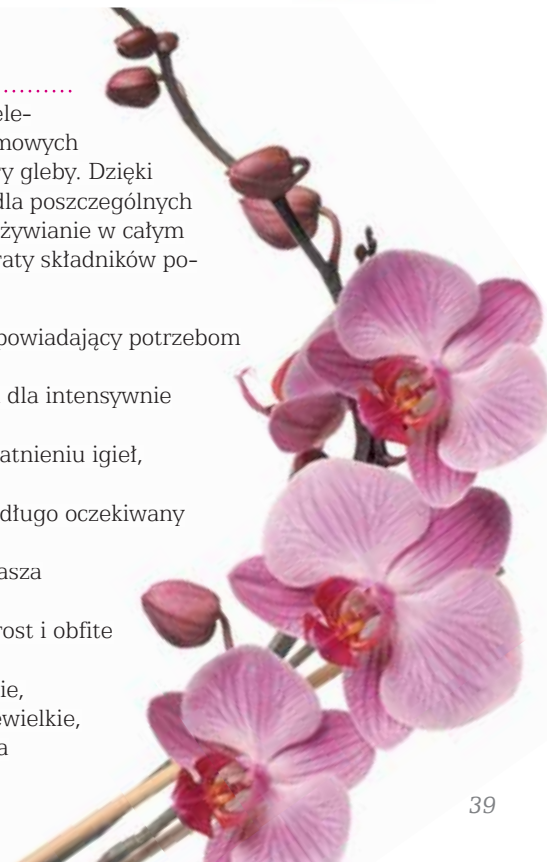 ele-
mowych
y gleby. Dzięki
dla poszczególnych
żywianie w całym
raty składników po-
powiadający potrzebom
dla intensywnie
atnieniu igieł,
długo oczekiwany
asza
rost i obfite
ie,
ewielkie,
a
39